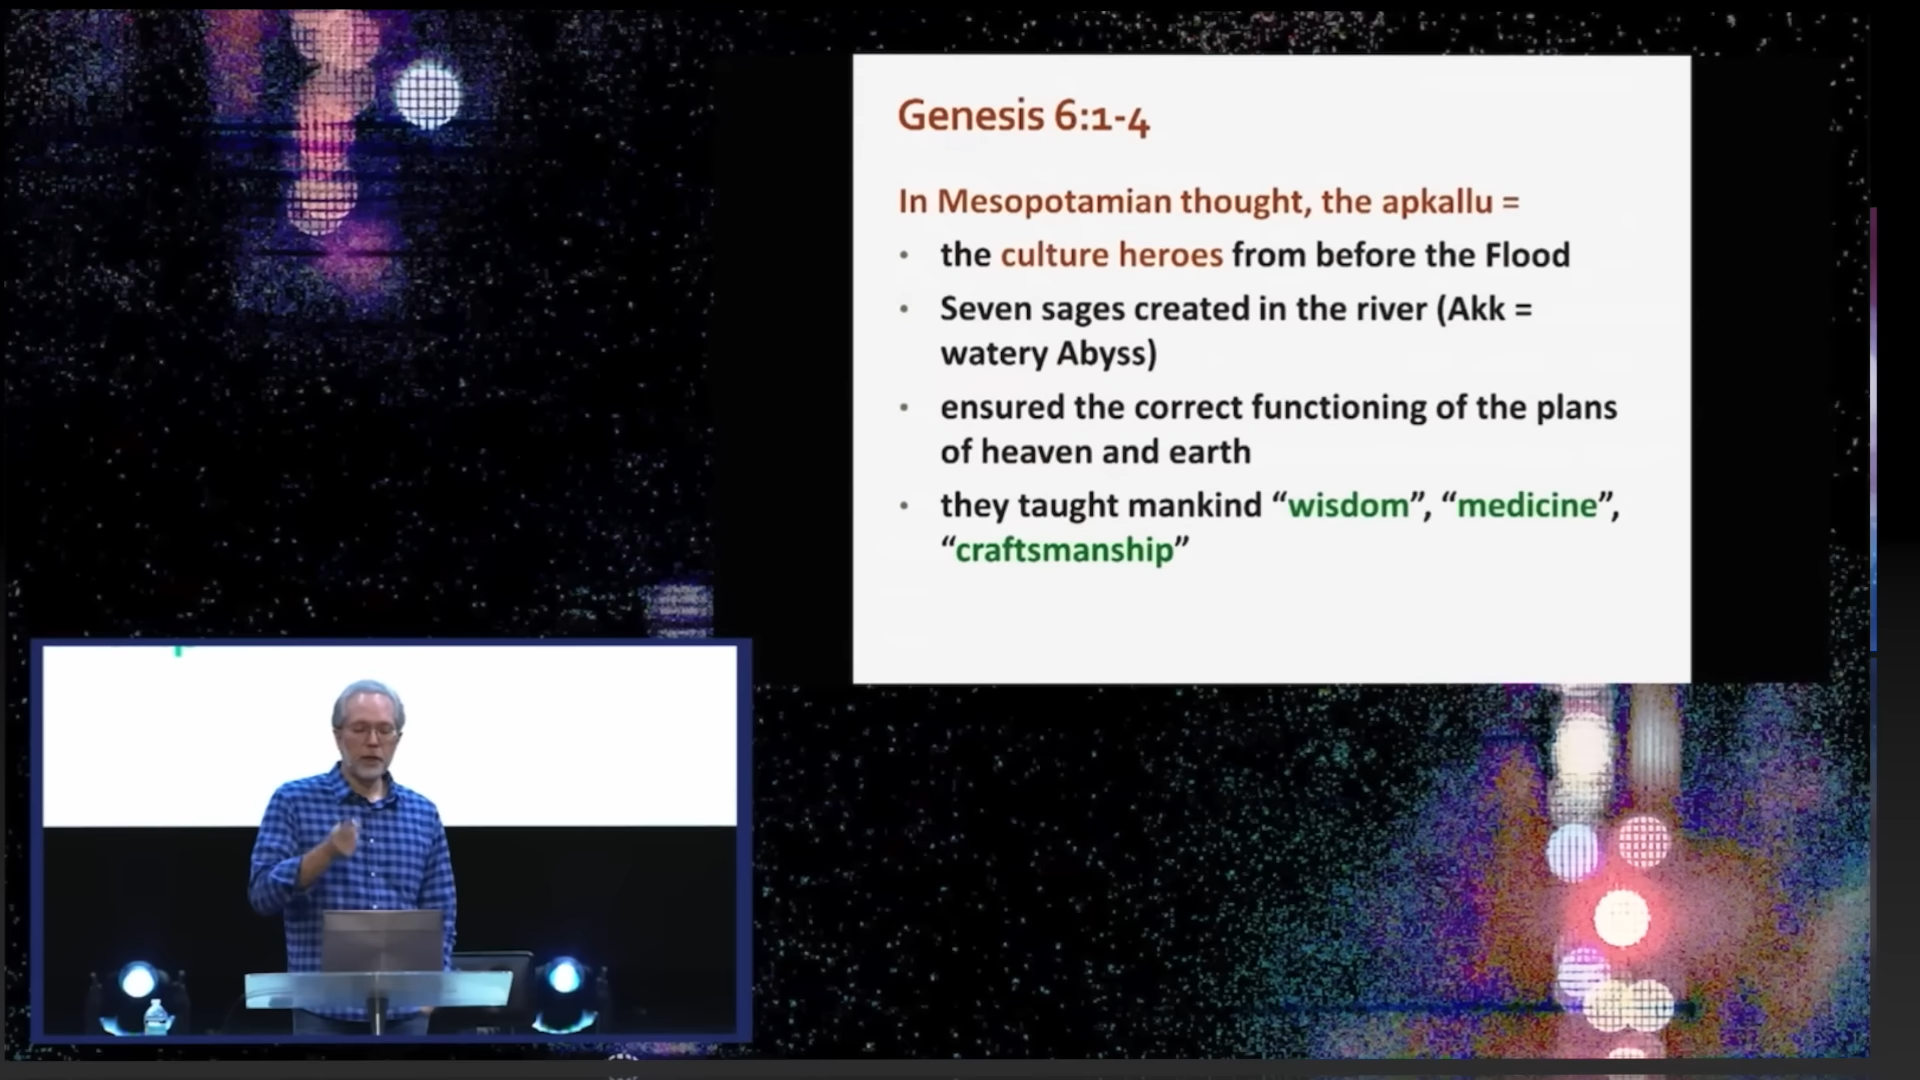 Genesis 6:1-4
In Mesopotamian thought, the apkallu =
• the culture heroes from before the Flood
• Seven sages created in the river (Akk =
watery Abyss)
• ensured the correct functioning of the plans
of heaven and earth
• they taught mankind “wisdom”, “medicine”,
“craftsmanship”